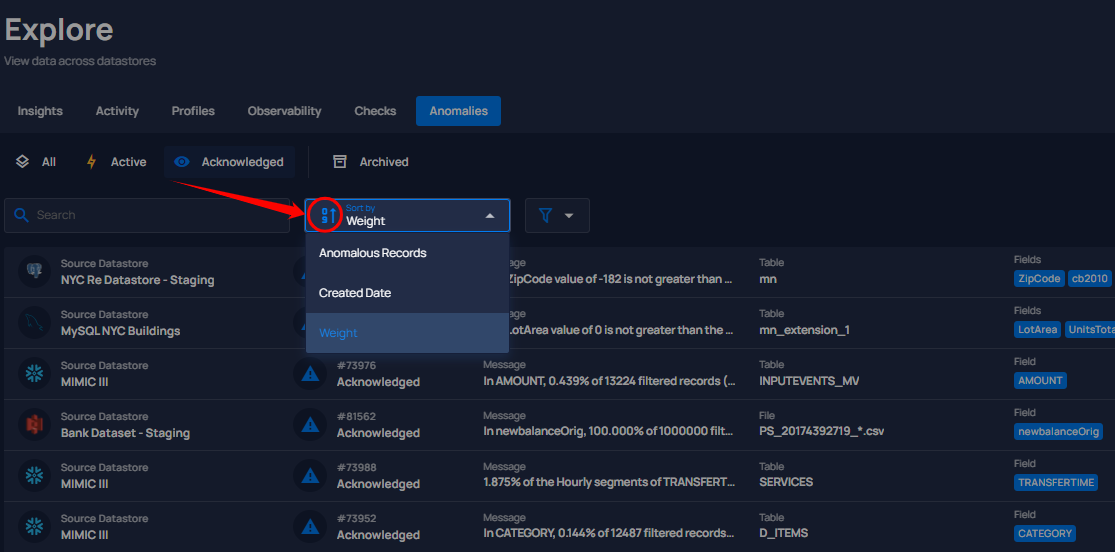 Explore
View data across datastores
Insights Activity Profiles Observability Checks Anomalies
All Active Acknowledged Archived
Search
Sort by
Weight
Anomalous Records
Created Date
Weight
Source Datastore Table Fields
NYC Re Datastore - Staging ZipCode value of -182 is not greater than ... mn ZipCode cb2010
Source Datastore Table Fields
MySQL NYC Buildings LotArea value of 0 is not greater than the ... mn_extension_1 LotArea
Source Datastore #73976 Message Table Field
MIMIC III Acknowledged In AMOUNT, 0.439% of 13224 filtered records (... INPUTEVENTS_MV AMOUNT
Source Datastore #81562 Message File Field
Bank Dataset - Staging Acknowledged In newbalanceOrig, 100.000% of 1000000 filt... PS_20174392719_*.csv newbalanceOrig
Source Datastore #73988 Message Table Field
MIMIC III Acknowledged 1.875% of the Hourly segments of TRANSFERT... SERVICES TRANSFERTIME
Source Datastore #73952 Message Table Field
MIMIC III Acknowledged In CATEGORY, 0.144% of 12487 filtered records... D_ITEMS CATEGORY